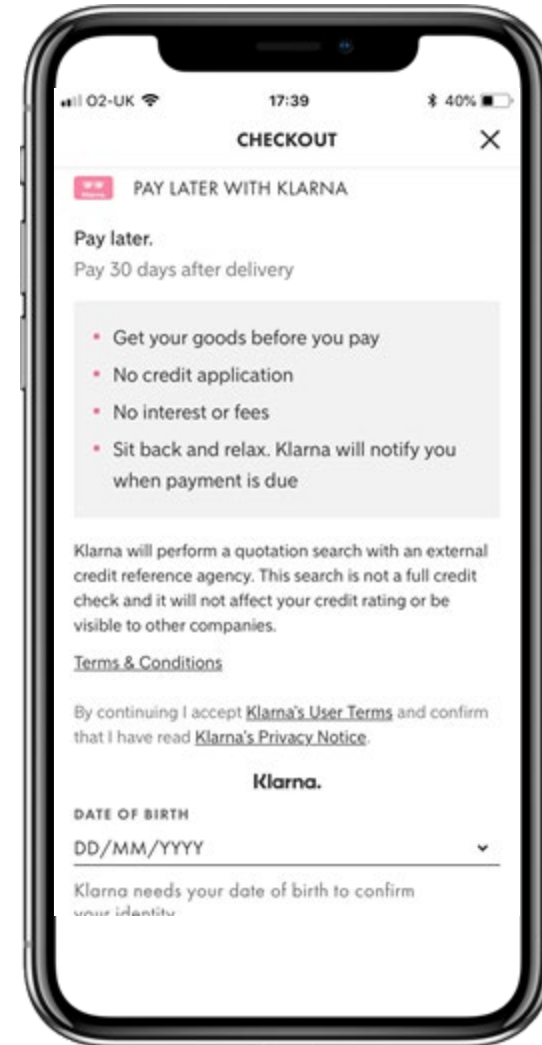 O2-UK 17:39 40%
CHECKOUT
PAY LATER WITH KLARNA
Pay later.
Pay 30 days after delivery
• Get your goods before you pay
• No credit application
• No interest or fees
• Sit back and relax. Klarna will notify you
when payment is due
Klarna will perform a quotation search with an external
credit reference agency. This search is not a full credit
check and it will not affect your credit rating or be
visible to other companies.
Terms & Conditions
By continuing I accept Klarna's User Terms and confirm
that I have read Klarna's Privacy Notice.
Klarna.
DATE OF BIRTH
DD/MM/YYYY
Klarna needs your date of birth to confirm
your identity